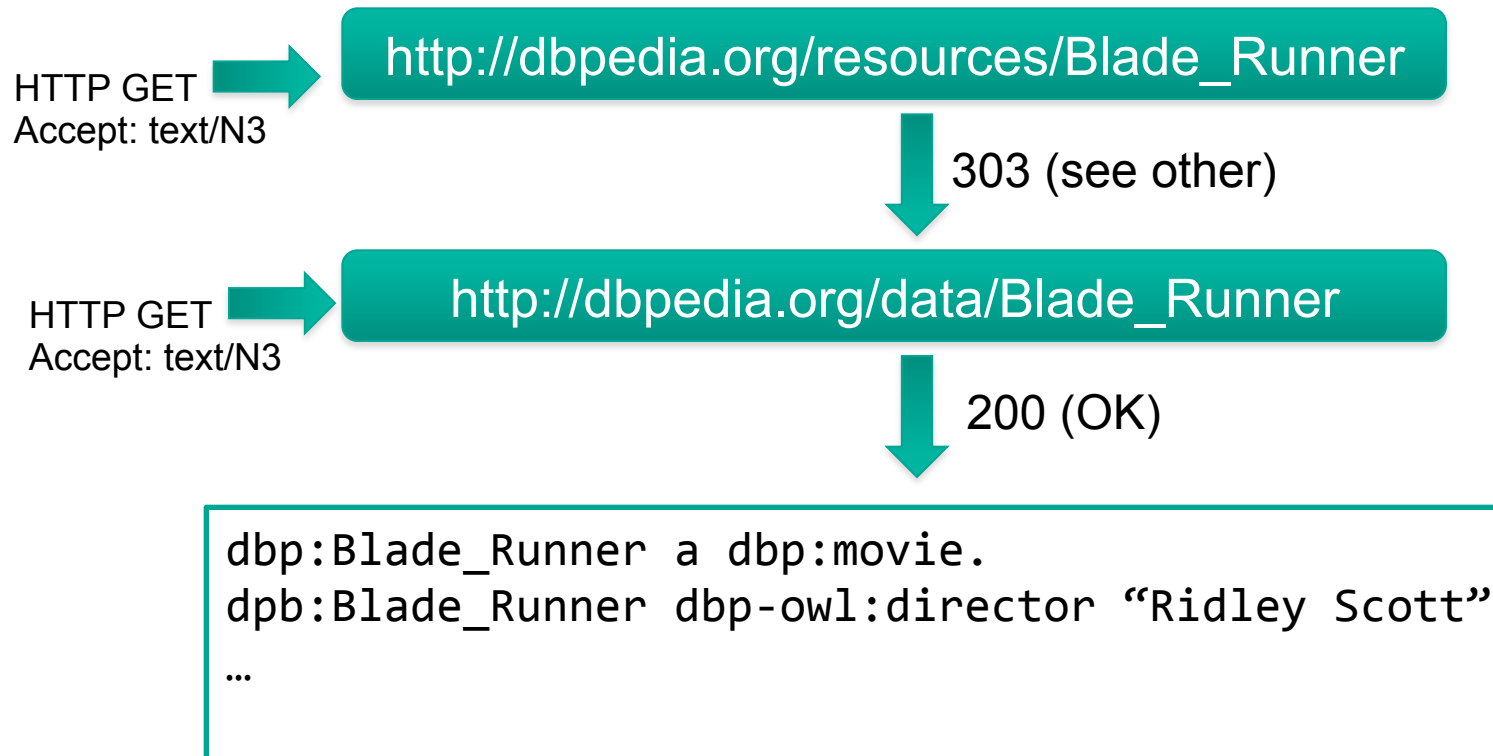 http://dbpedia.org/resources/Blade_Runner
HTTP GET
Accept: text/N3
303 (see other)
http://dbpedia.org/data/Blade_Runner
HTTP GET
Accept: text/N3
200 (OK)
dbp:Blade_Runner a dbp:movie.
dpb:Blade_Runner dbp-owl:director “Ridley Scott”
…